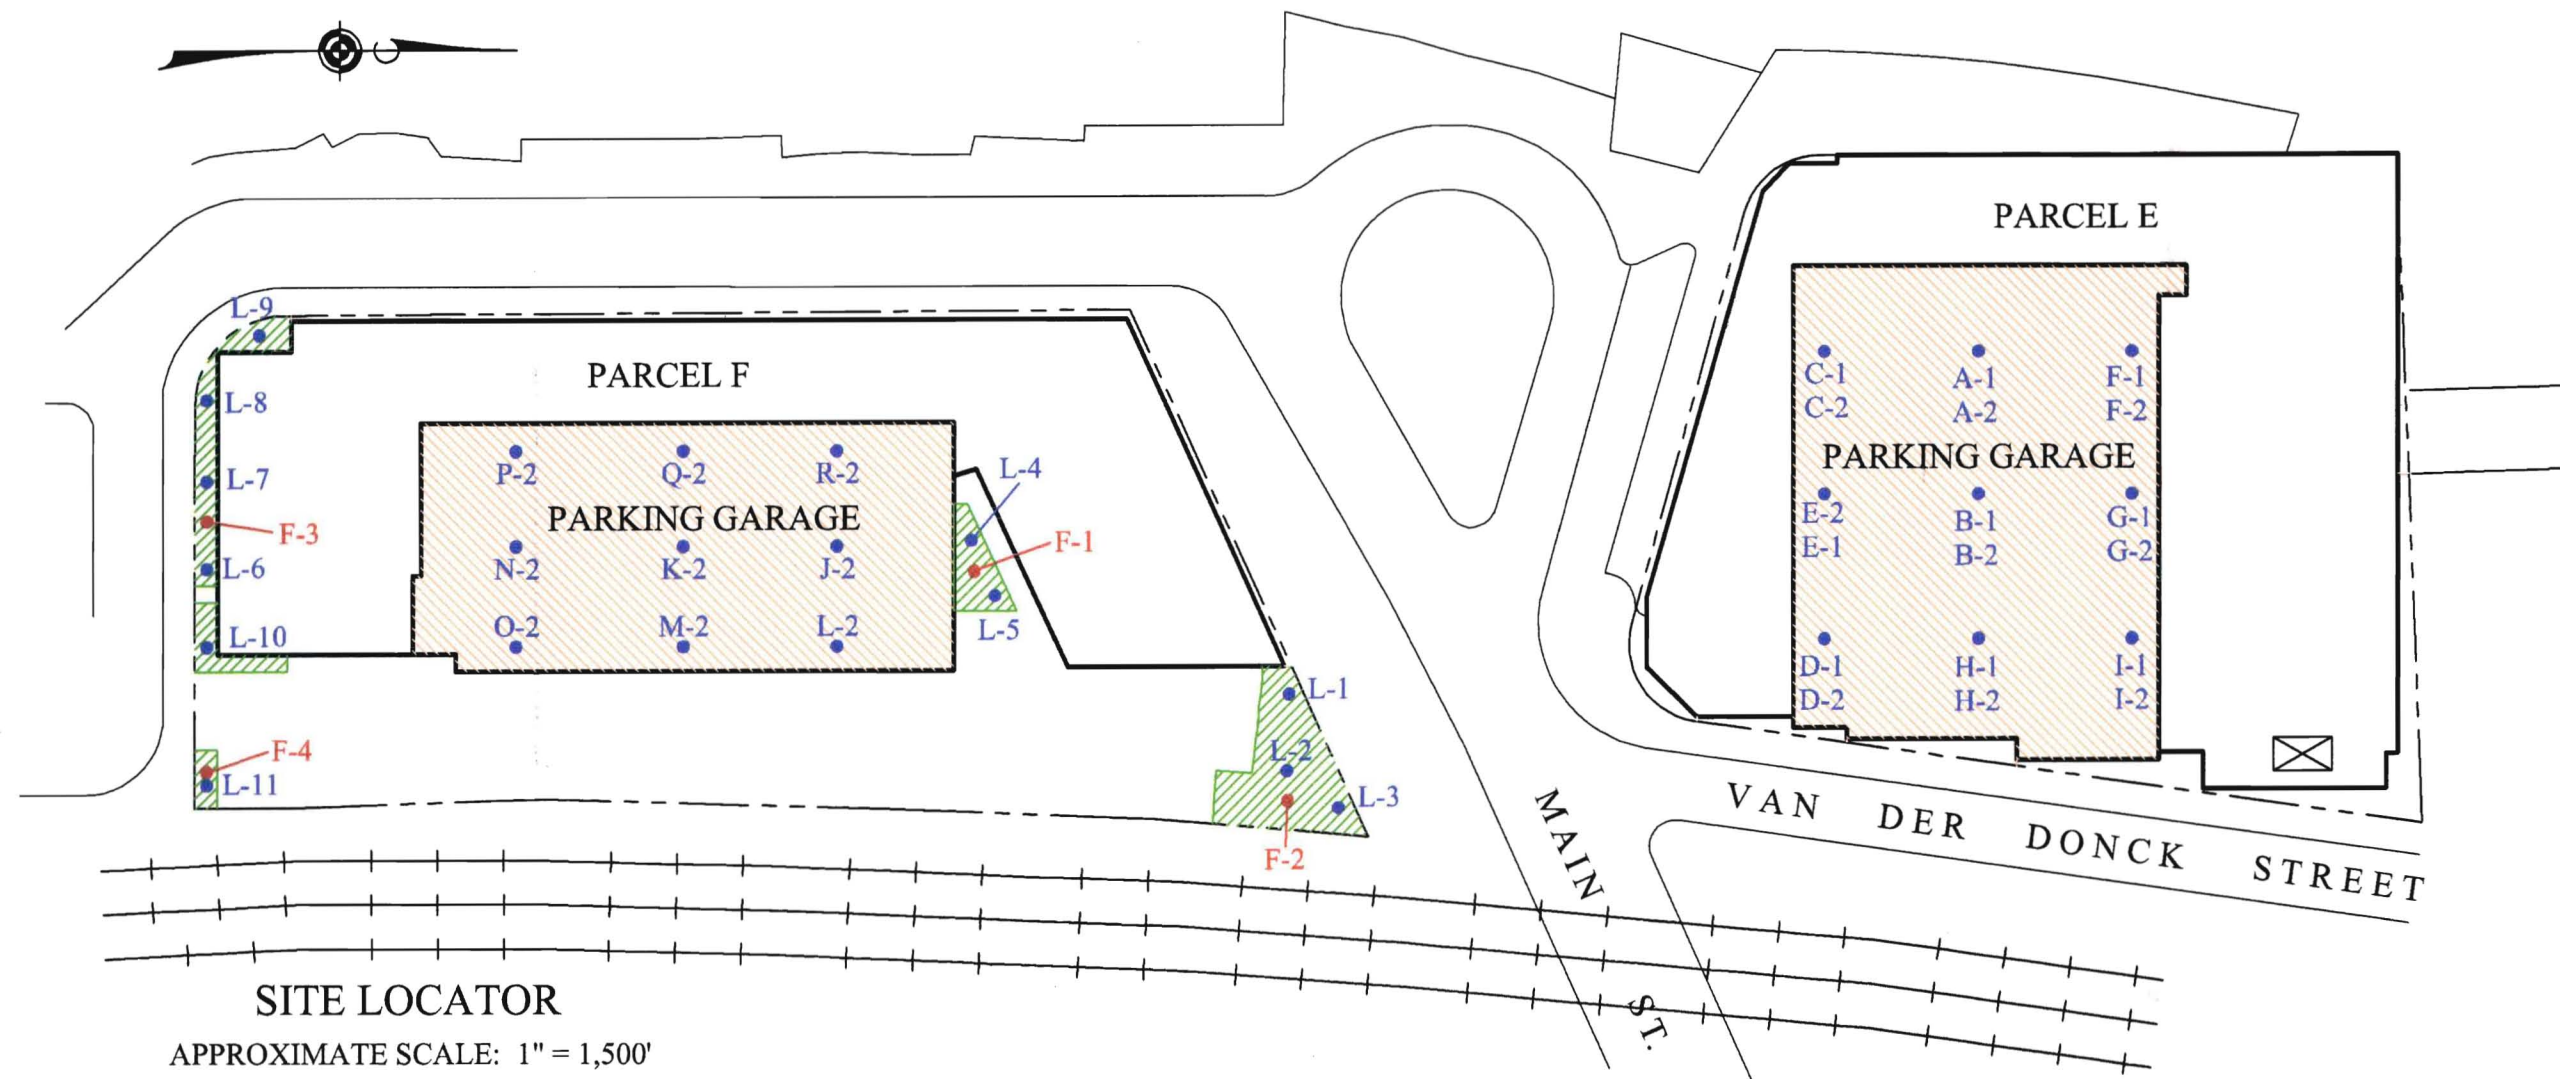 PARCEL E
L-9
PARCEL F
C-1
C-2
A-1
A-2
F-1
F-2
L-8
PARKING GARAGE
P-2
Q-2
R-2
L-4
L-7
PARKING GARAGE
E-2
E-1
B-1
B-2
G-1
G-2
F-3
F-1
L-6
N-2
K-2
J-2
L-10
O-2
M-2
L-2
L-5
D-1
D-2
H-1
H-2
I-1
I-2
L-1
F-4
L-2
L-11
L-3
F-2
MAIN ST.
VAN DER DONCK STREET
SITE LOCATOR
APPROXIMATE SCALE: 1" = 1,500'